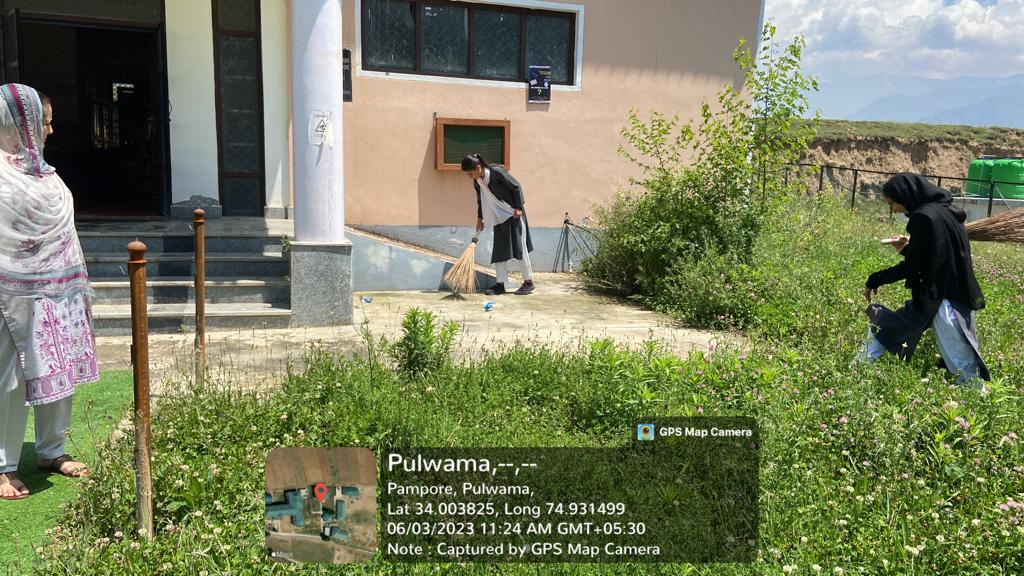 GPS Map Camera
Pulwama,--,--
Pampore, Pulwama,
Lat 34.003825, Long 74.931499
06/03/2023 11:24 AM GMT+05:30
Note : Captured by GPS Map Camera
Maps